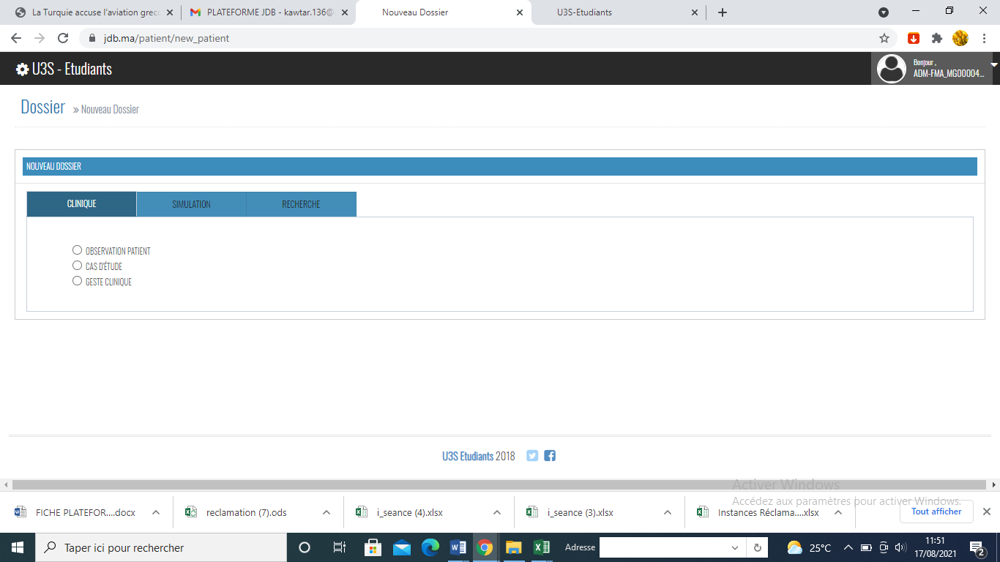 La Turquie accuse l'aviation grec
PLATEFORME JDB - kawtar.136@
Nouveau Dossier
U3S-Etudiants
jdb.ma/patient/new_patient
U3S - Etudiants
Bonjour ,
ADM-FMA_MG00004...
Dossier » Nouveau Dossier
NOUVEAU DOSSIER
CLINIQUE
SIMULATION
RECHERCHE
OBSERVATION PATIENT
CAS D'ÉTUDE
GESTE CLINIQUE
U3S Etudiants 2018
Activer Windows
Accédez aux paramètres pour activer Windows.
FICHE PLATEFOR....docx
reclamation (7).ods
i_seance (4).xlsx
i_seance (3).xlsx
Instances Réclama....xlsx
Tout afficher
Taper ici pour rechercher
Adresse
25°C
11:51
17/08/2021
2